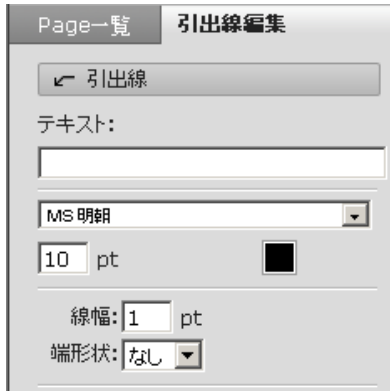 Page一覧 引出線編集
引出線
テキスト:
MS 明朝
10 pt
線幅: 1 pt
端形状: なし